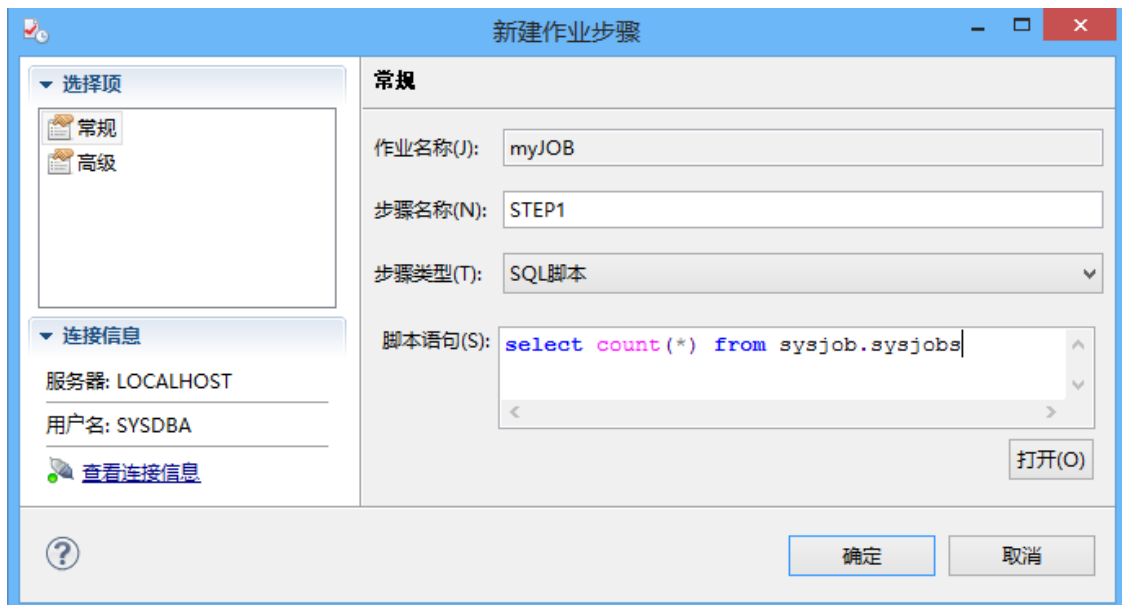 新建作业步骤
选择项
常规
高级
连接信息
服务器: LOCALHOST
用户名: SYSDBA
查看连接信息
常规
作业名称(J): myJOB
步骤名称(N): STEP1
步骤类型(T): SQL脚本
脚本语句(S): select count(*) from sysjob.sysjobs
打开(O)
确定 取消